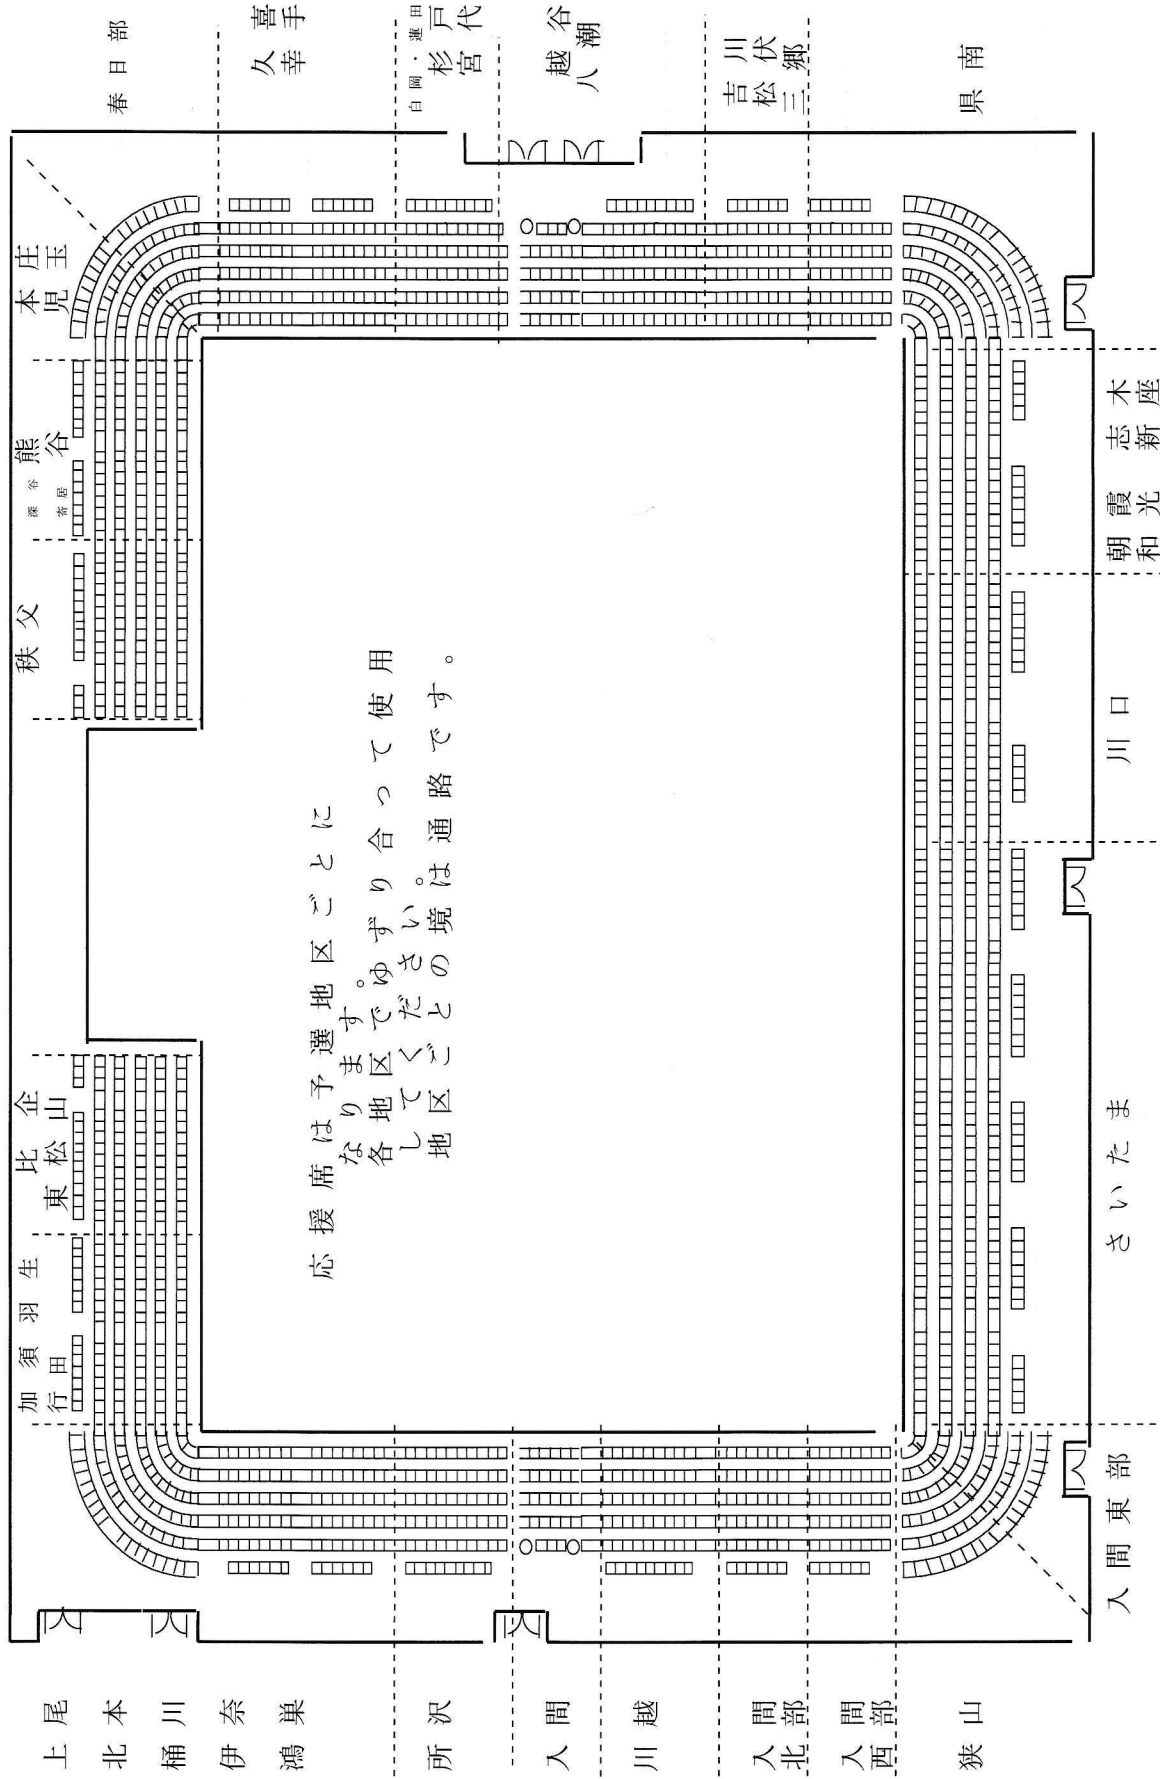 加須 羽生
行田
比企
東松山
秩父
深谷
寄居
熊谷
本庄
児玉
上尾
北本
桶川
伊奈
鴻巣
所沢
入間
川越
入間
北部
入間
西部
狭山
応援席は予選地区ごとに
なります。
各地区でゆずり合って使用
してください。
地区ごとの境は通路です。
春日部
久喜
幸手
白岡・蓮田
杉戸
宮代
越谷
八潮
吉川
松伏
三郷
県南
入間東部
さいたま
川口
朝霞 志木
和光 新座